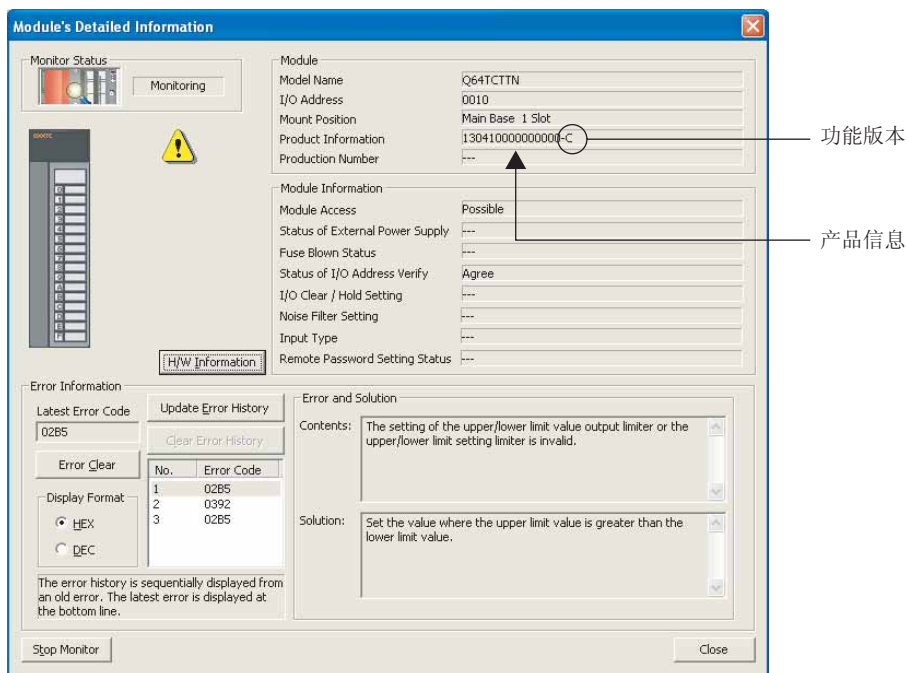 Module's Detailed Information
Monitor Status
Monitoring
Module
Model Name Q64TCTTN
I/O Address 0010
Mount Position Main Base 1 Slot
Product Information 130410000000000-C
Production Number ---
功能版本
产品信息
Module Information
Module Access Possible
Status of External Power Supply ---
Fuse Blown Status ---
Status of I/O Address Verify Agree
I/O Clear / Hold Setting ---
Noise Filter Setting ---
Input Type ---
Remote Password Setting Status ---
H/W Information
Error Information
Latest Error Code
02B5
Update Error History
Clear Error History
Error Clear
Display Format
HEX
DEC
No. Error Code
1 02B5
2 0392
3 02B5
The error history is sequentially displayed from
an old error. The latest error is displayed at
the bottom line.
Error and Solution
Contents: The setting of the upper/lower limit value output limiter or the
upper/lower limit setting limiter is invalid.
Solution: Set the value where the upper limit value is greater than the
lower limit value.
Stop Monitor
Close